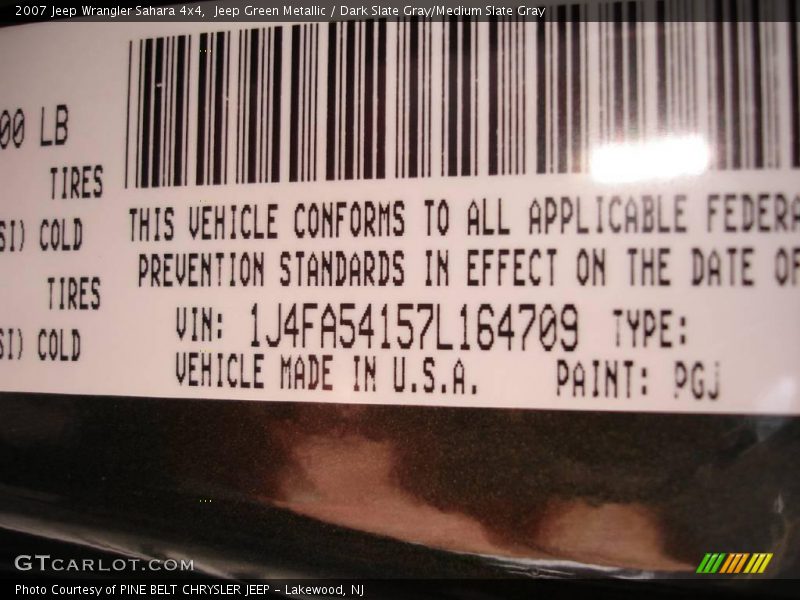 2007 Jeep Wrangler Sahara 4x4,  Jeep Green Metallic / Dark Slate Gray/Medium Slate Gray
00 LB
TIRES
SI) COLD
TIRES
SI) COLD
THIS VEHICLE CONFORMS TO ALL APPLICABLE FEDERA
PREVENTION STANDARDS IN EFFECT ON THE DATE OF
VIN: 1J4FA54157L164709 TYPE:
VEHICLE MADE IN U.S.A. PAINT: PGJ
GTCARLOT.COM
Photo Courtesy of PINE BELT CHRYSLER JEEP – Lakewood, NJ